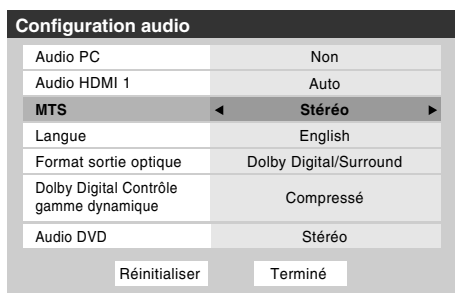 Configuration audio
Audio PC Non
Audio HDMI 1 Auto
MTS ◀ Stéréo ▶
Langue English
Format sortie optique Dolby Digital/Surround
Dolby Digital Contrôle
gamme dynamique Compressé
Audio DVD Stéréo
Réinitialiser Terminé